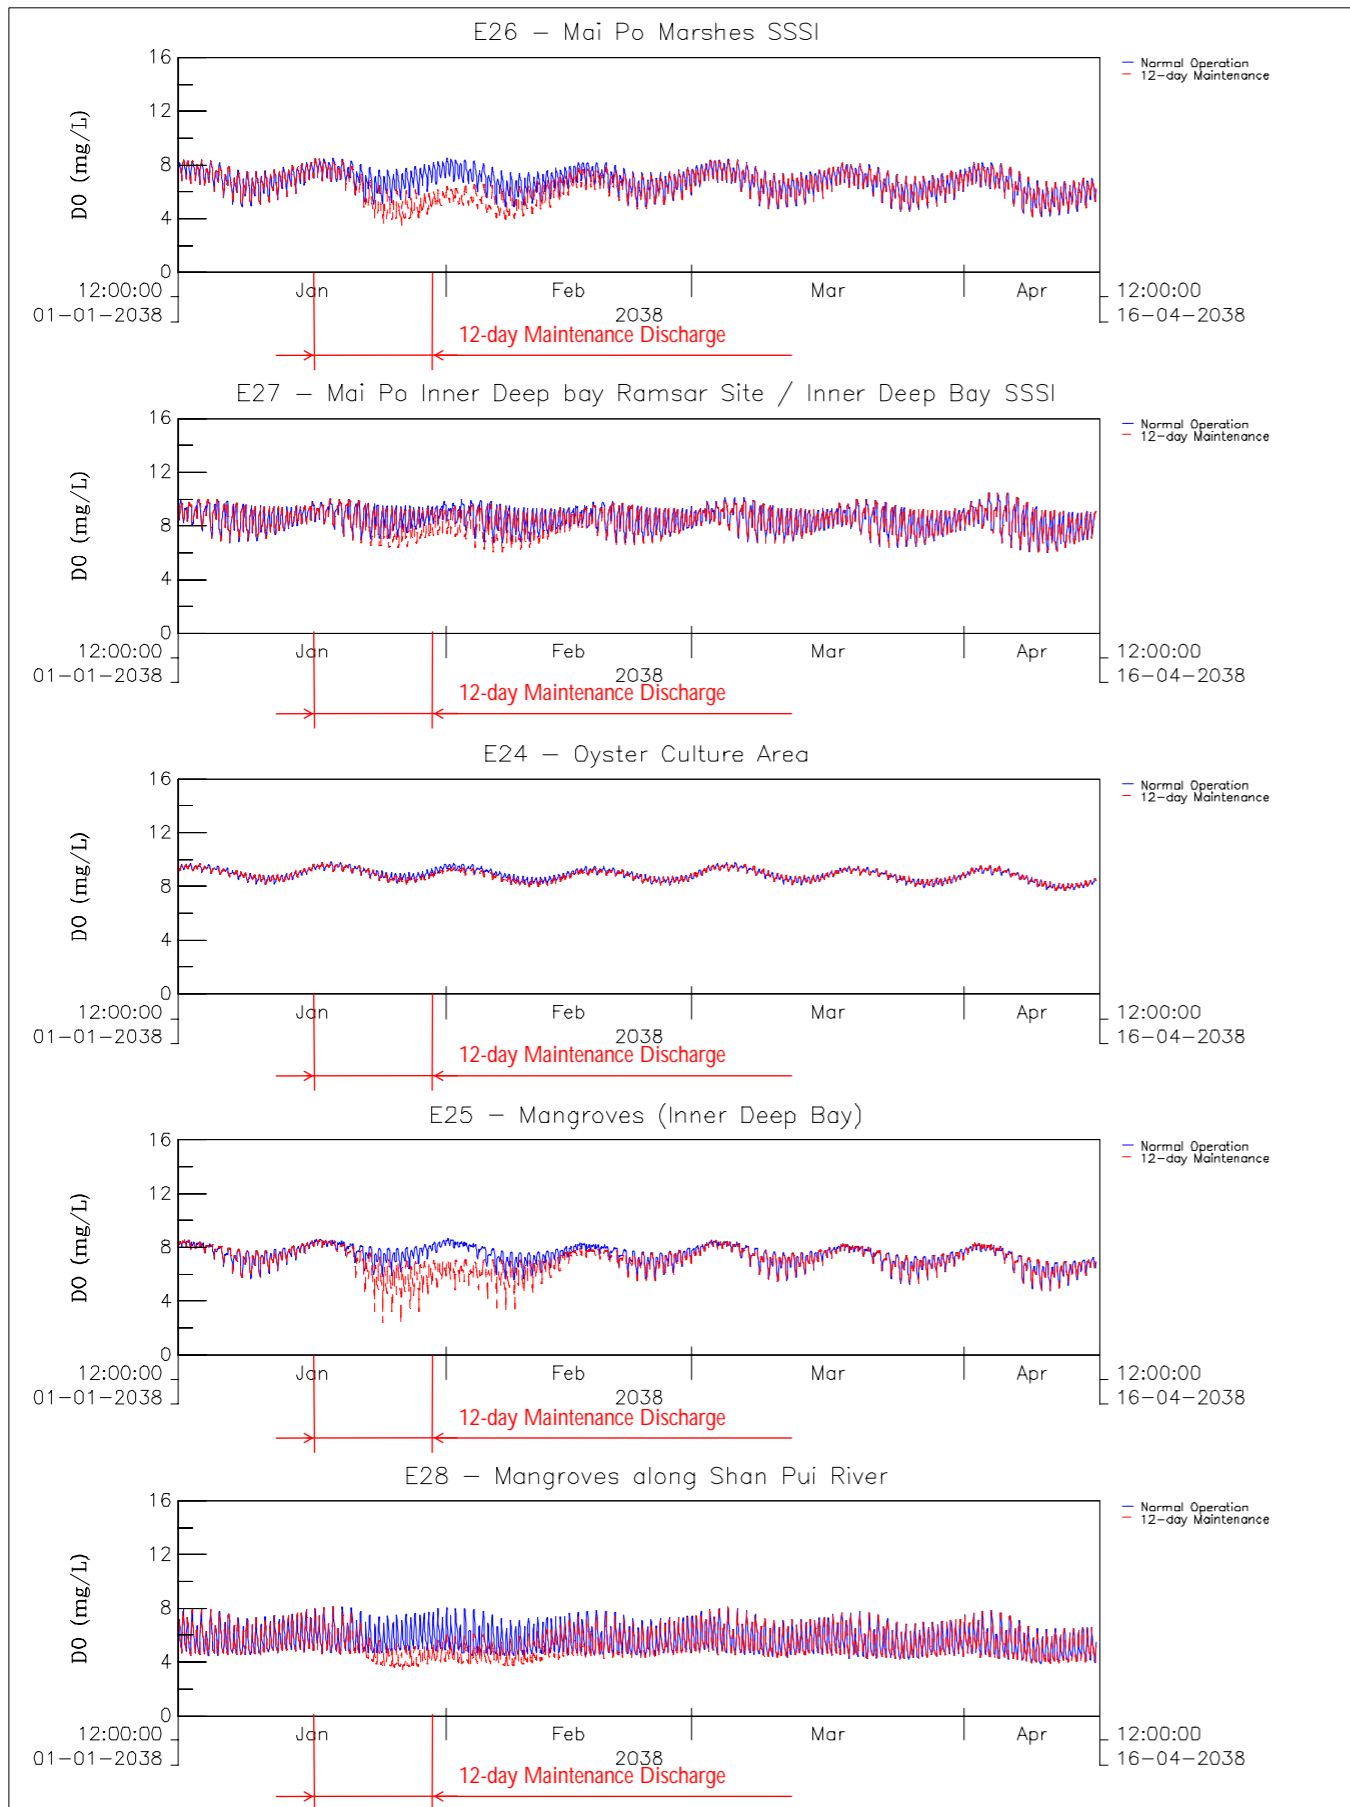 E26 – Mai Po Marshes SSSI
Normal Operation
12-day Maintenance
DO (mg/L)
16
12
8
4
0
12:00:00 Jan Feb Mar Apr 12:00:00
01-01-2038 2038 16-04-2038
12-day Maintenance Discharge
E27 – Mai Po Inner Deep bay Ramsar Site / Inner Deep Bay SSSI
Normal Operation
12-day Maintenance
DO (mg/L)
16
12
8
4
0
12:00:00 Jan Feb Mar Apr 12:00:00
01-01-2038 2038 16-04-2038
12-day Maintenance Discharge
E24 – Oyster Culture Area
Normal Operation
12-day Maintenance
DO (mg/L)
16
12
8
4
0
12:00:00 Jan Feb Mar Apr 12:00:00
01-01-2038 2038 16-04-2038
12-day Maintenance Discharge
E25 – Mangroves (Inner Deep Bay)
Normal Operation
12-day Maintenance
DO (mg/L)
16
12
8
4
0
12:00:00 Jan Feb Mar Apr 12:00:00
01-01-2038 2038 16-04-2038
12-day Maintenance Discharge
E28 – Mangroves along Shan Pui River
Normal Operation
12-day Maintenance
DO (mg/L)
16
12
8
4
0
12:00:00 Jan Feb Mar Apr 12:00:00
01-01-2038 2038 16-04-2038
12-day Maintenance Discharge